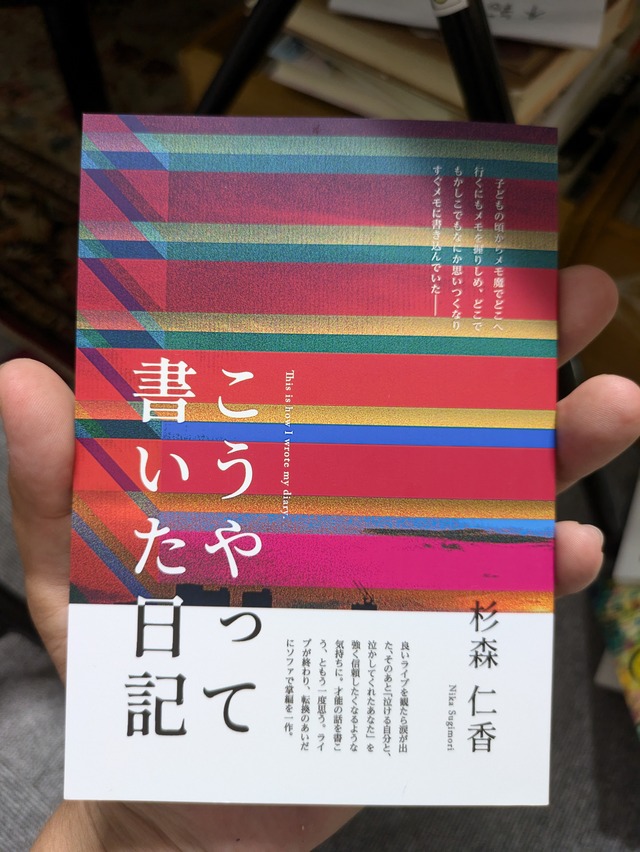 子どもの頃からメモ魔でどこへ
行くにもメモを握りしめ。どこで
もかしこでもなにか思いつくなり
すぐメモに書き込んでいた——
This is how I wrote my diary.
こうやって
書いた日記
杉森 仁香
Nika Sugimori
良いライブを観たら涙が出
た、そのあと「泣ける自分と、
泣かしてくれたあなた」を
強く信頼したくなるような
気持ちに。才能の話を書こ
う、ともう一度思う。ライ
ブが終わり、転換のあいだ
にソファで掌編を一作。